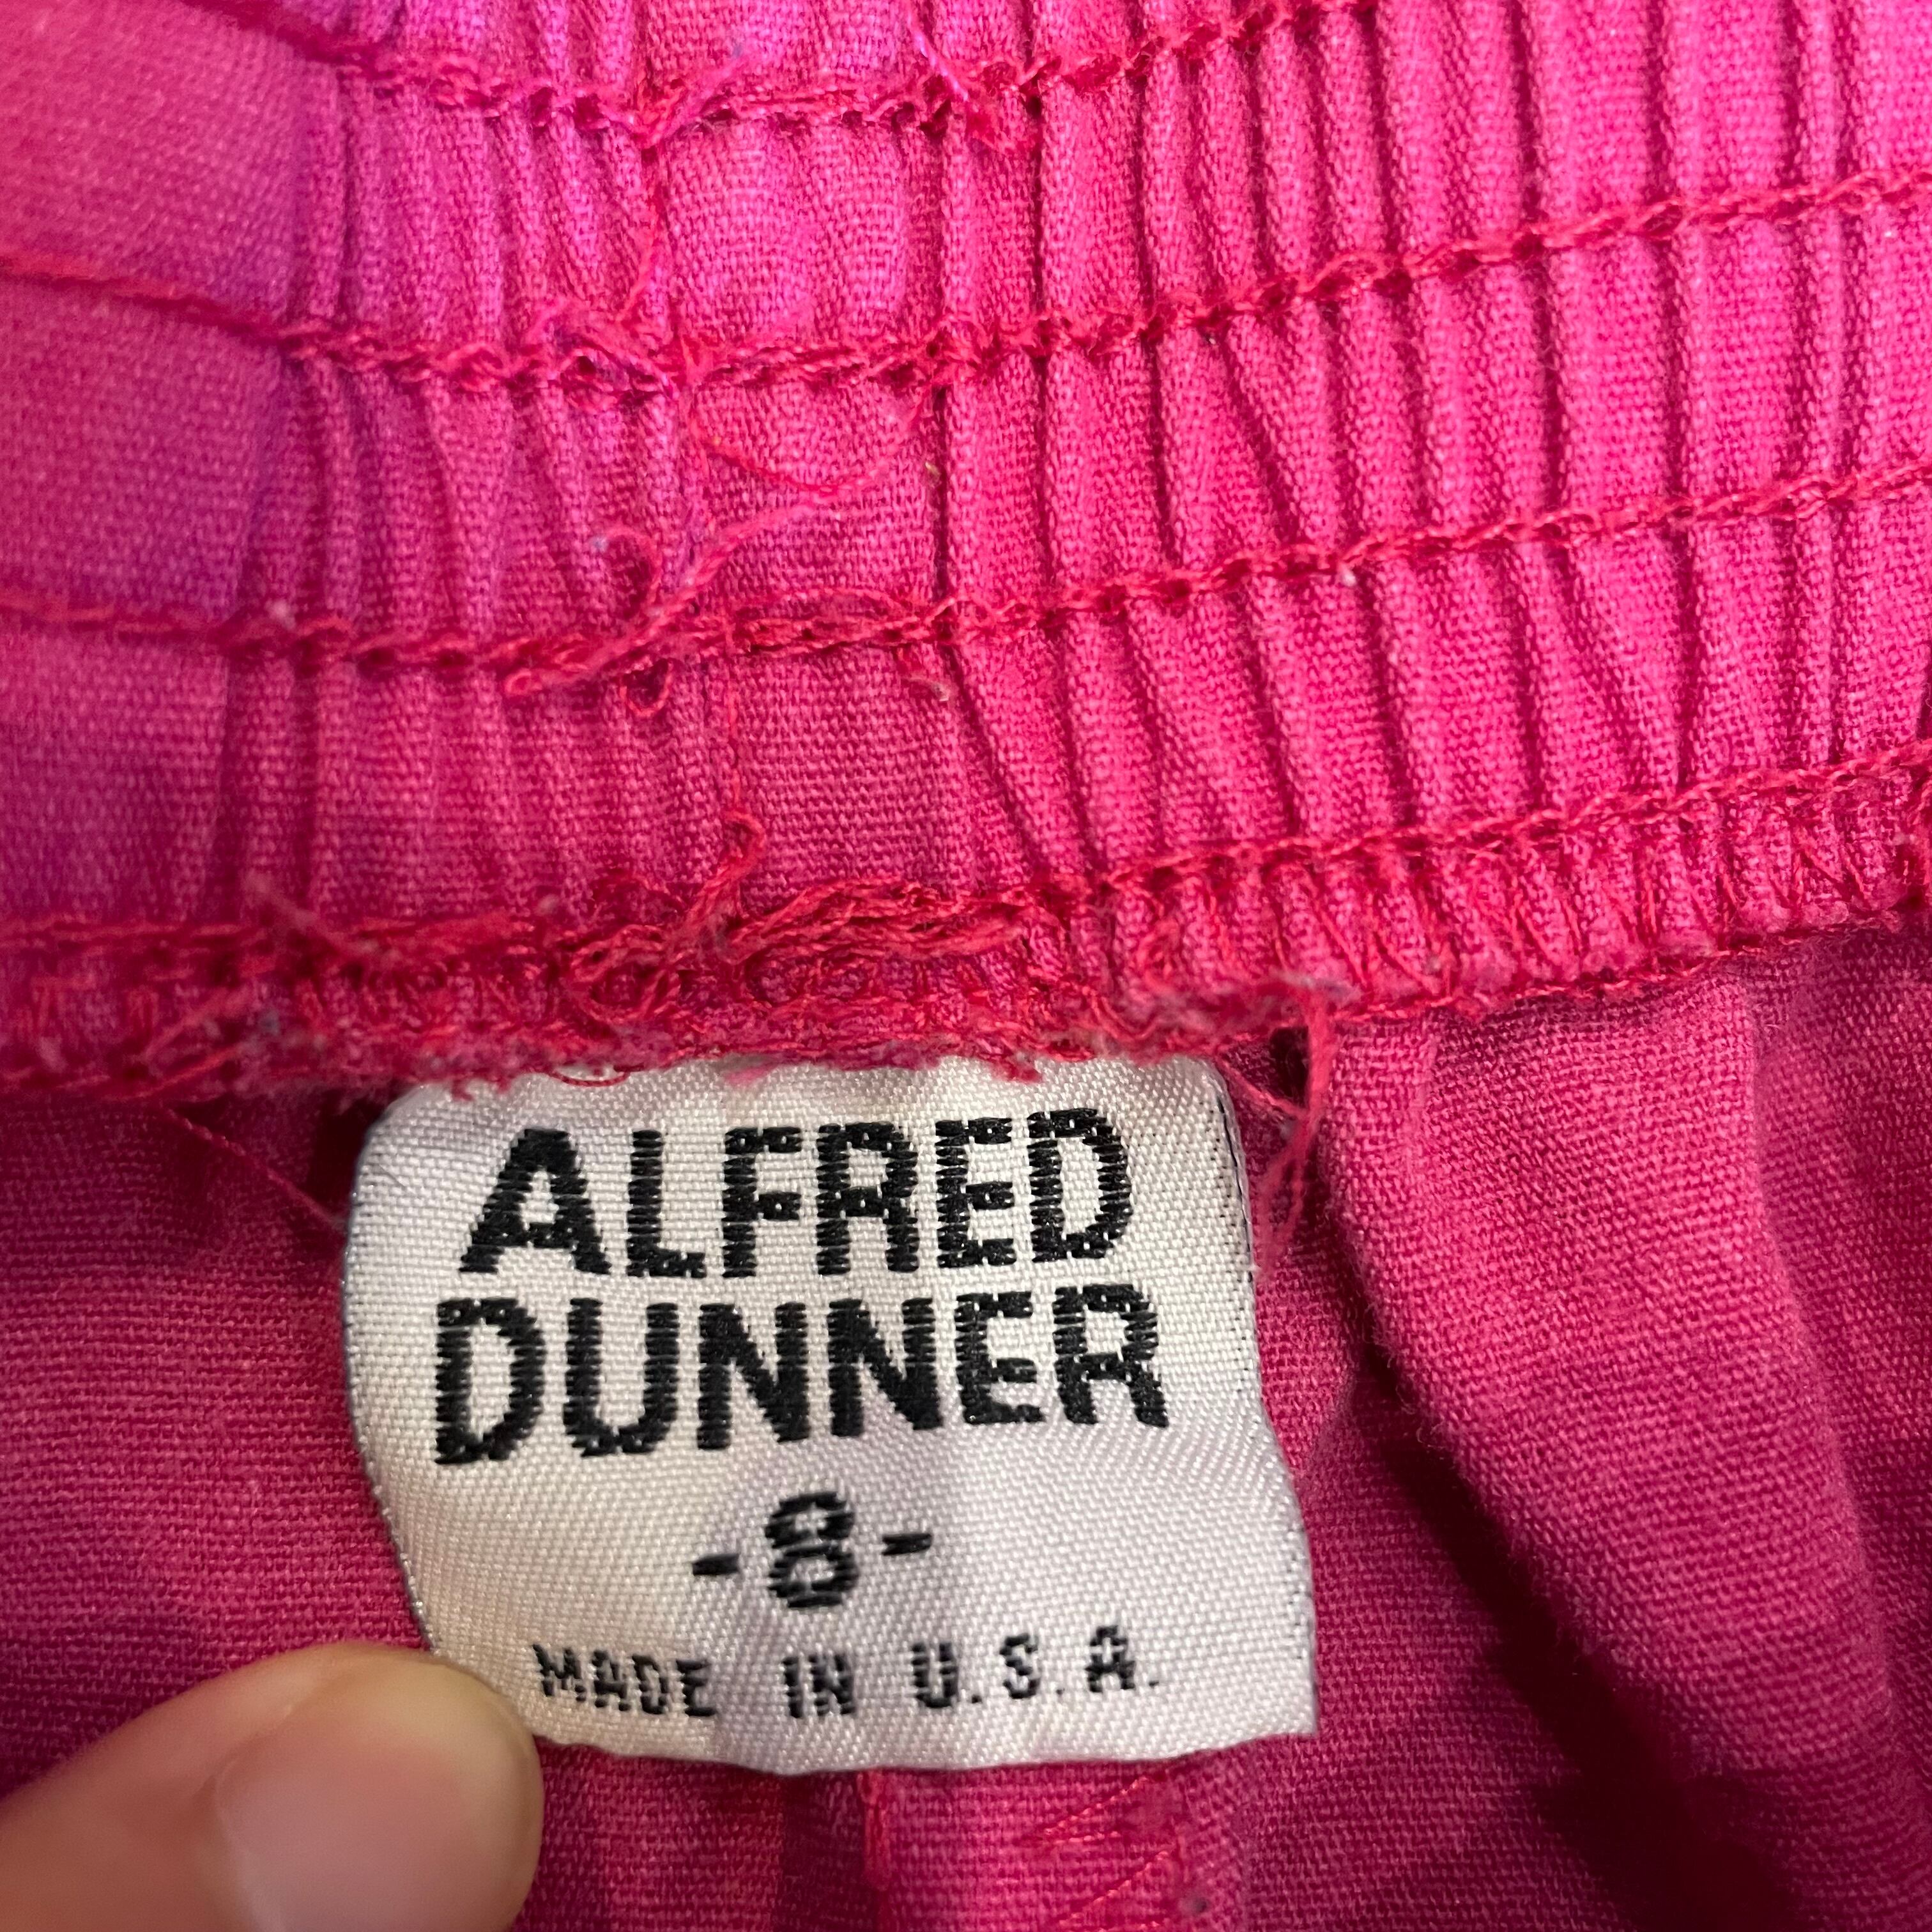 ALFRED
DUNNER
-8-
MADE IN U.S.A.